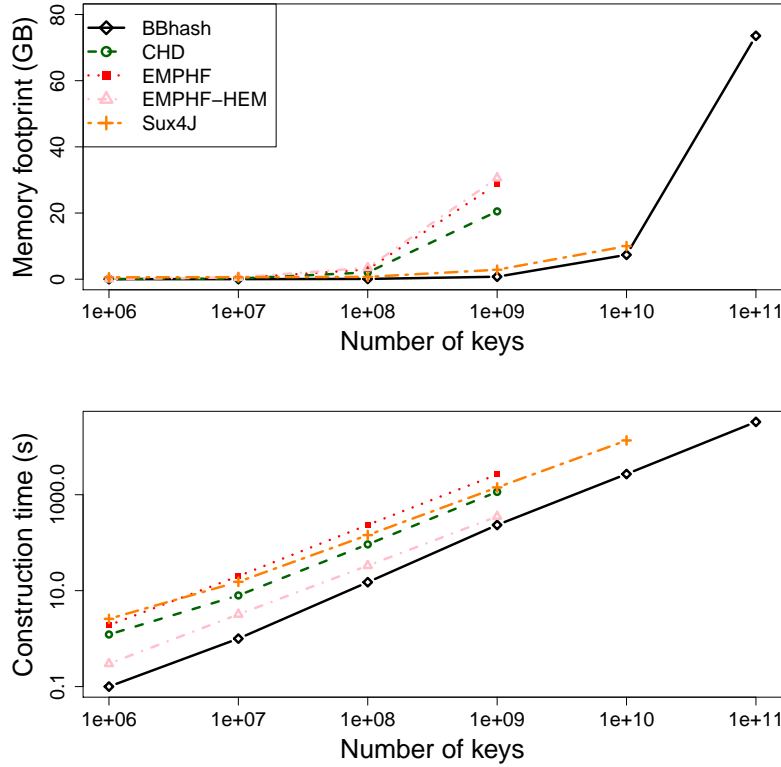 80
60
40
20
0
Memory footprint (GB)
BBhash
CHD
EMPHF
EMPHF−HEM
Sux4J
1e+06 1e+07 1e+08 1e+09 1e+10 1e+11
Number of keys
1000.0
10.0
0.1
Construction time (s)
1e+06 1e+07 1e+08 1e+09 1e+10 1e+11
Number of keys